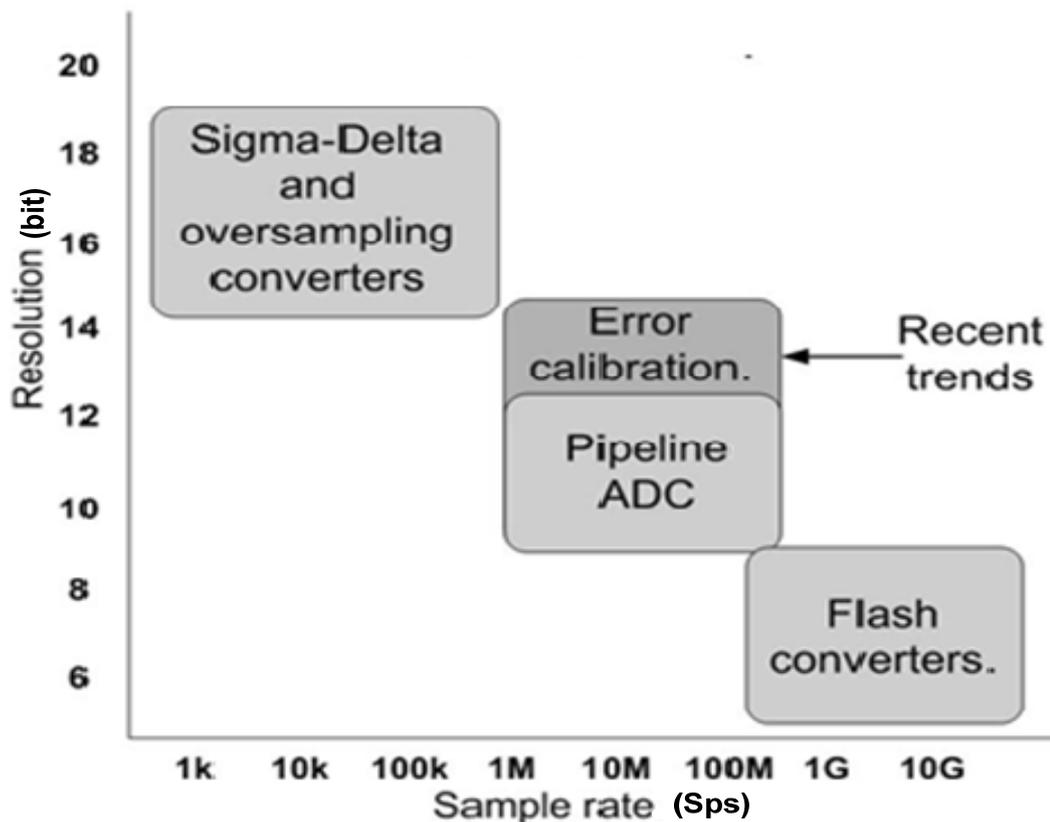 20
18
16
14
12
10
8
6
Resolution (bit)
Sigma-Delta
and
oversampling
converters
Error
calibration.
Recent
trends
Pipeline
ADC
Flash
converters.
1k 10k 100k 1M 10M 100M 1G 10G
Sample rate (Sps)